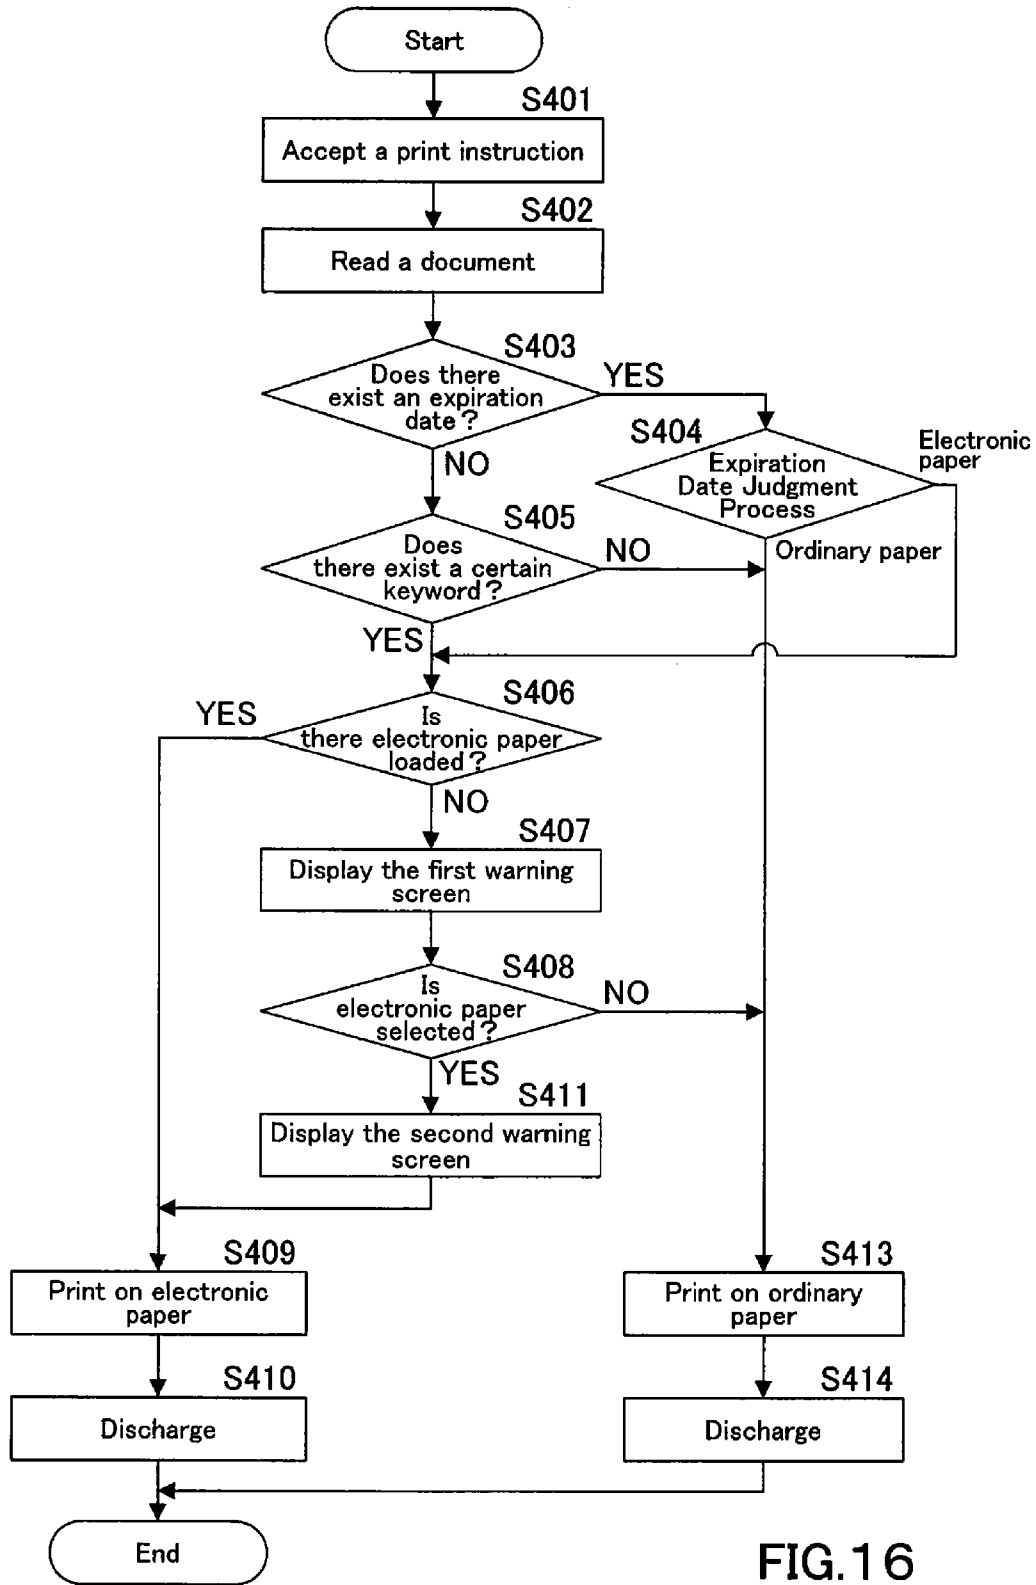 Start
S401
Accept a print instruction
S402
Read a document
S403
Does there
exist an expiration
date?
YES
NO
S404
Expiration
Date Judgment
Process
Electronic
paper
Ordinary paper
S405
Does
there exist a certain
keyword?
NO
YES
S406
Is
there electronic paper
loaded?
YES
NO
S407
Display the first warning
screen
S408
Is
electronic paper
selected?
NO
YES
S411
Display the second warning
screen
S409
Print on electronic
paper
S413
Print on ordinary
paper
S410
Discharge
S414
Discharge
End
FIG.16